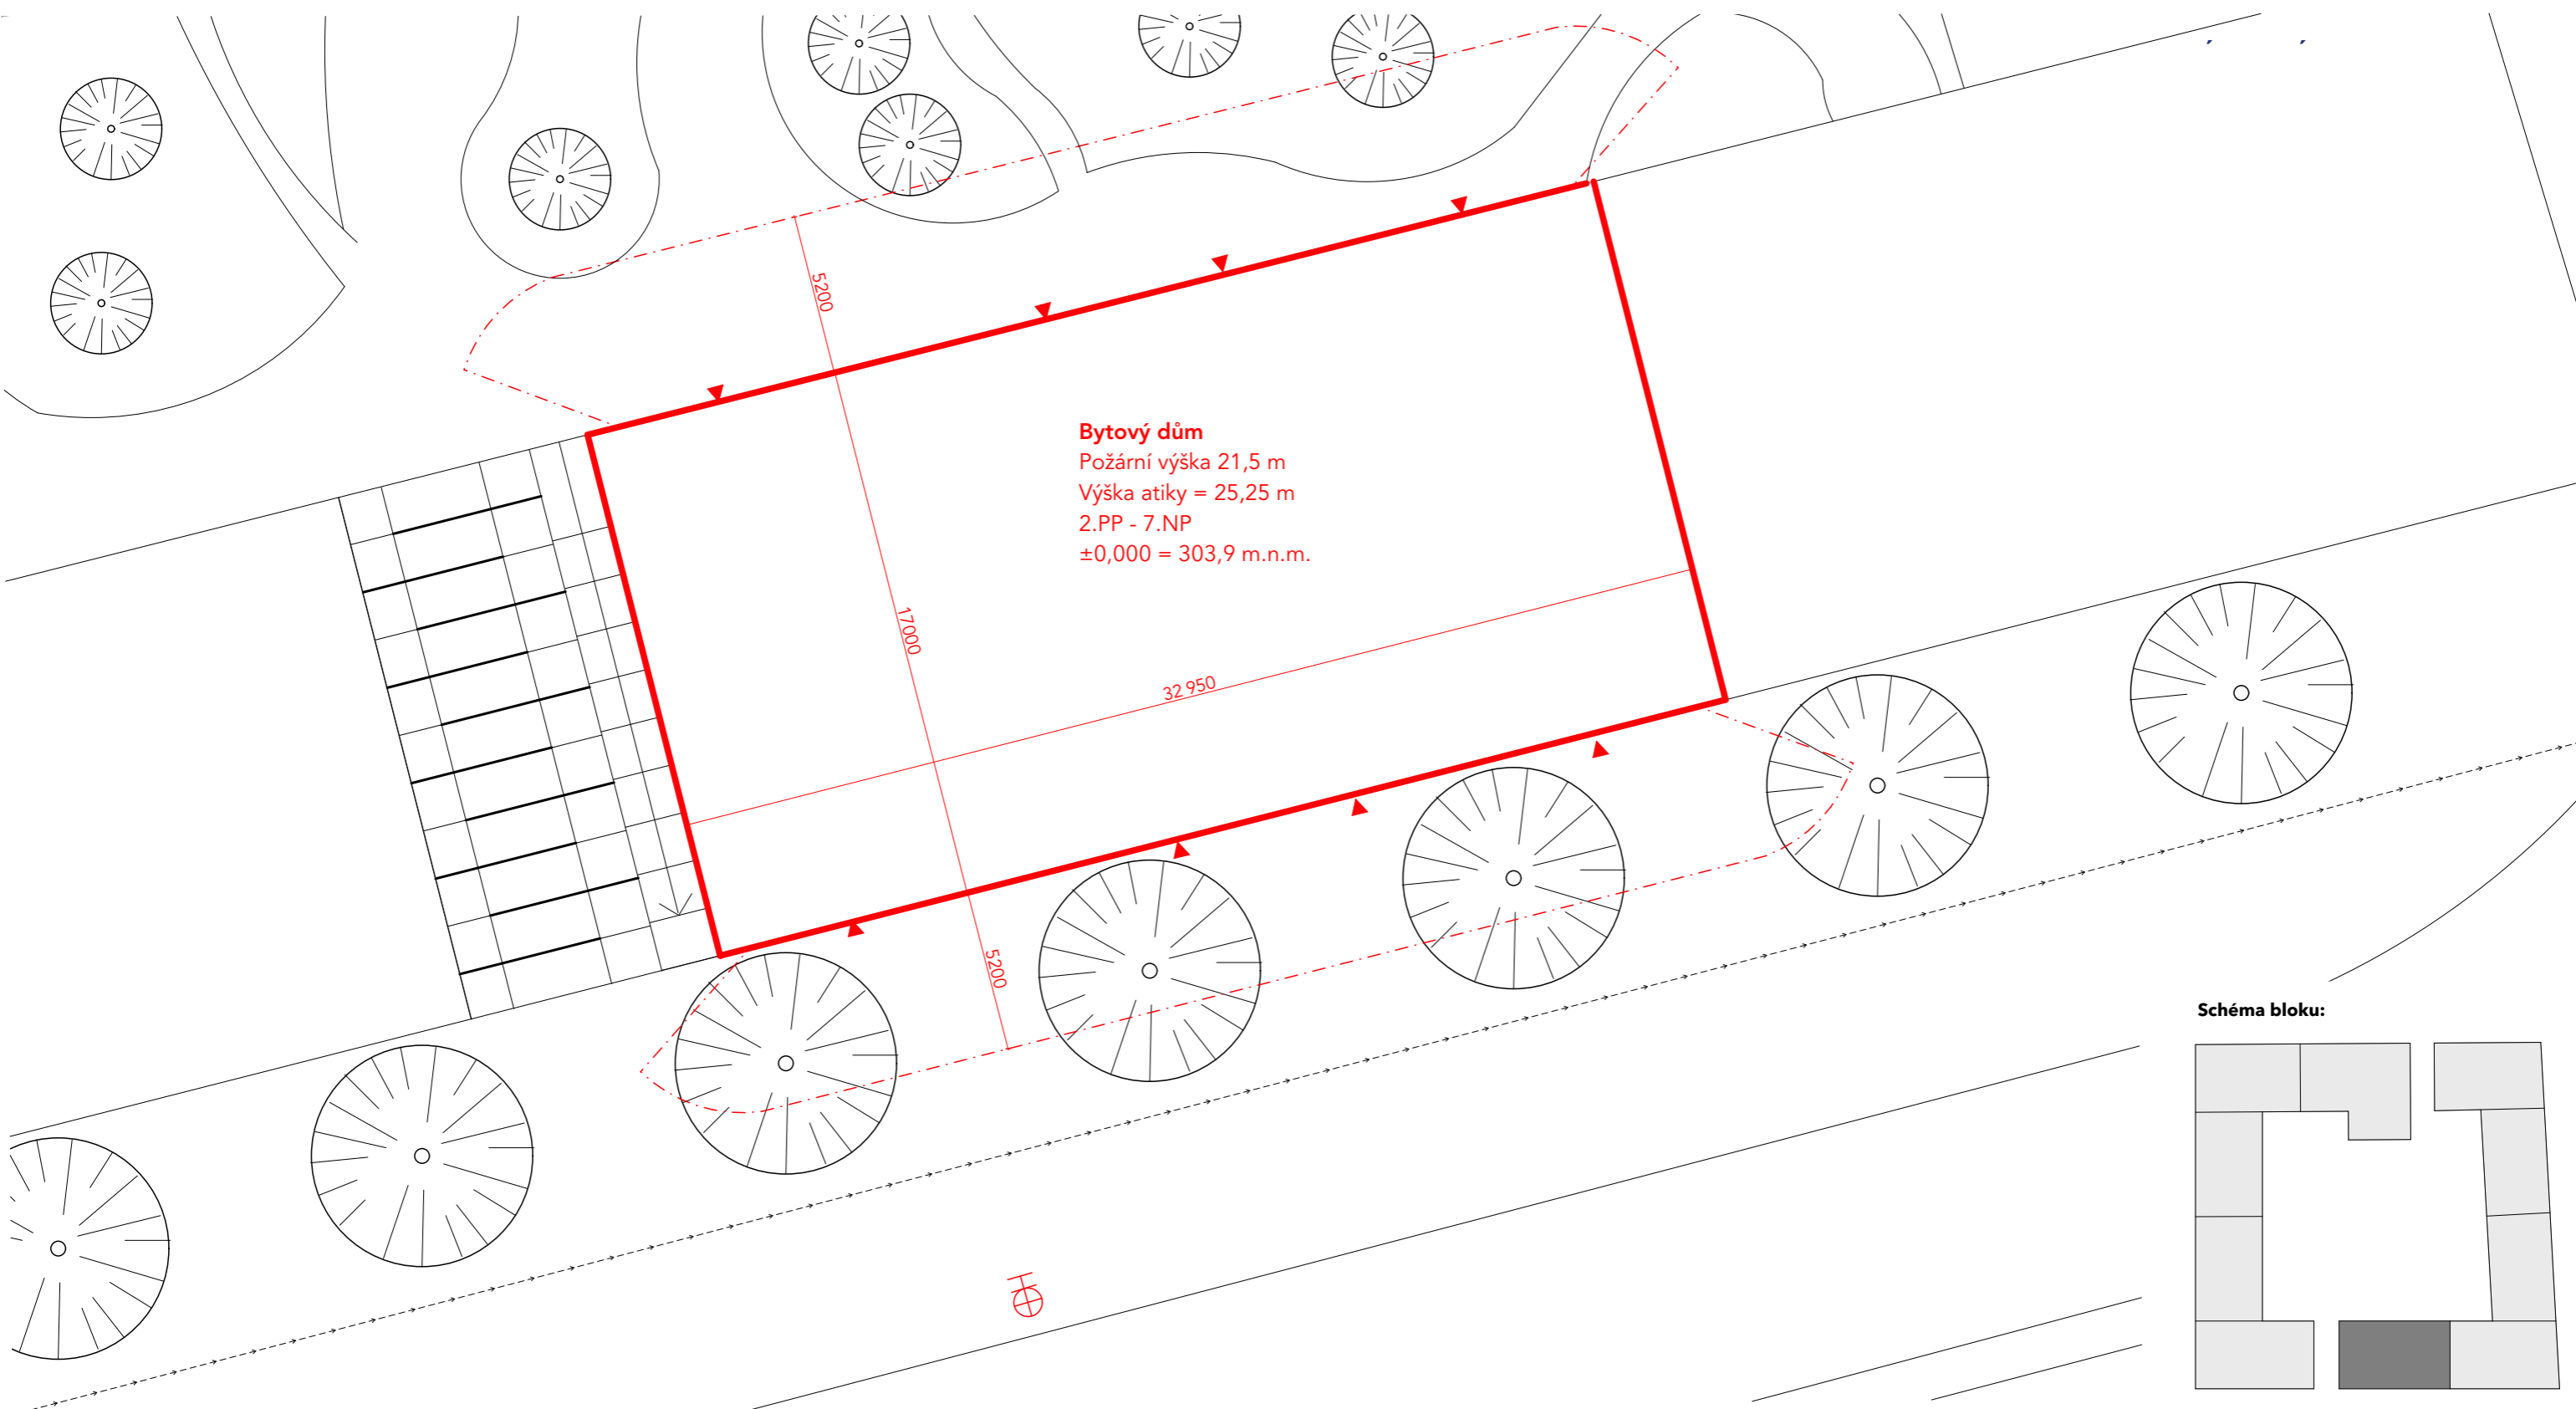 5200
Bytový dům
Požární výška 21,5 m
Výška atiky = 25,25 m
2.PP - 7.NP
±0,000 = 303,9 m.n.m.
17000
32 950
5200
Schéma bloku: